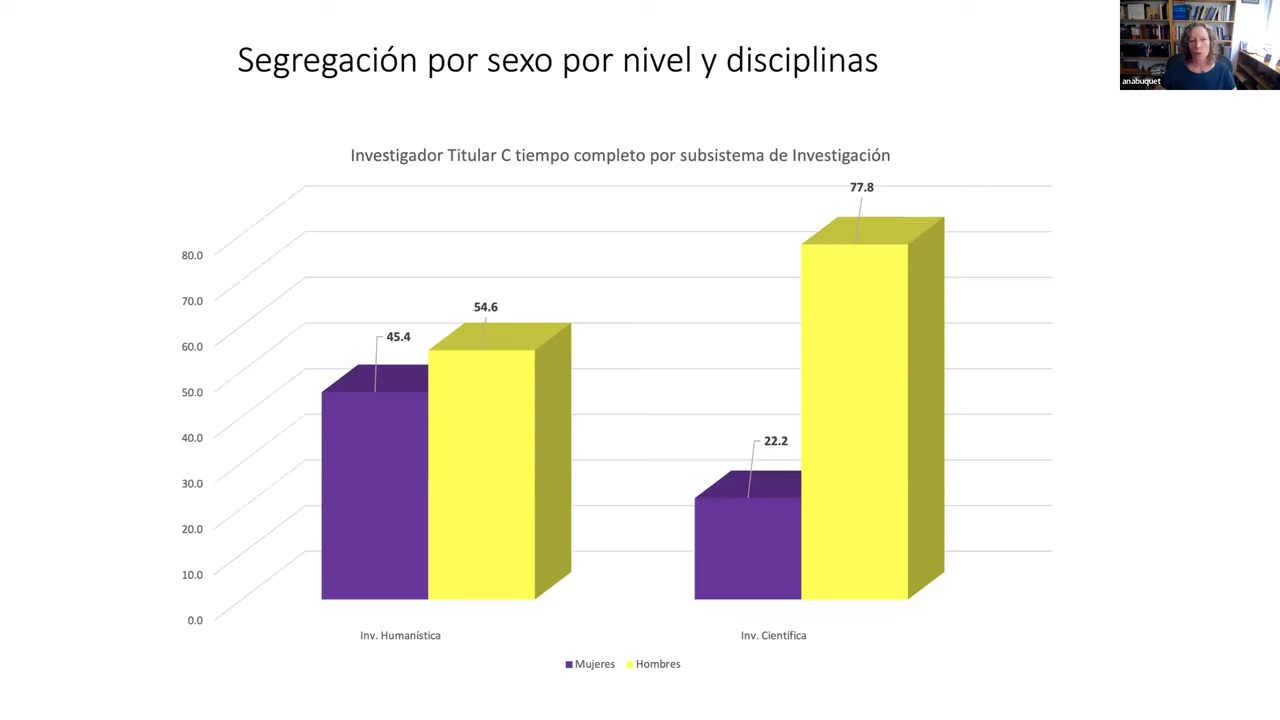 Segregación por sexo por nivel y disciplinas
anabuquet
Investigador Titular C tiempo completo por subsistema de Investigación
77.8
80.0
70.0
54.6
60.0
45.4
50.0
40.0
22.2
30.0
20.0
10.0
0.0
Inv. Humanística
Inv. Científica
Mujeres Hombres